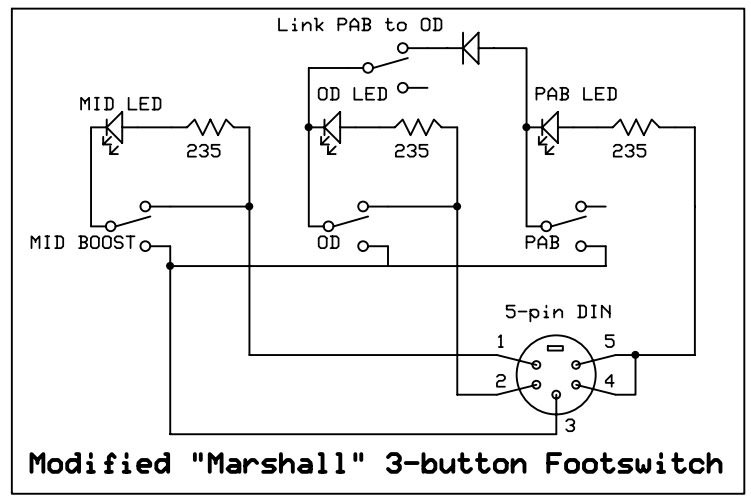 Link PAB to OD
MID LED
OD LED
PAB LED
235
235
235
MID BOOST
OD
PAB
5-pin DIN
1
5
2
4
3
Modified "Marshall" 3-button Footswitch